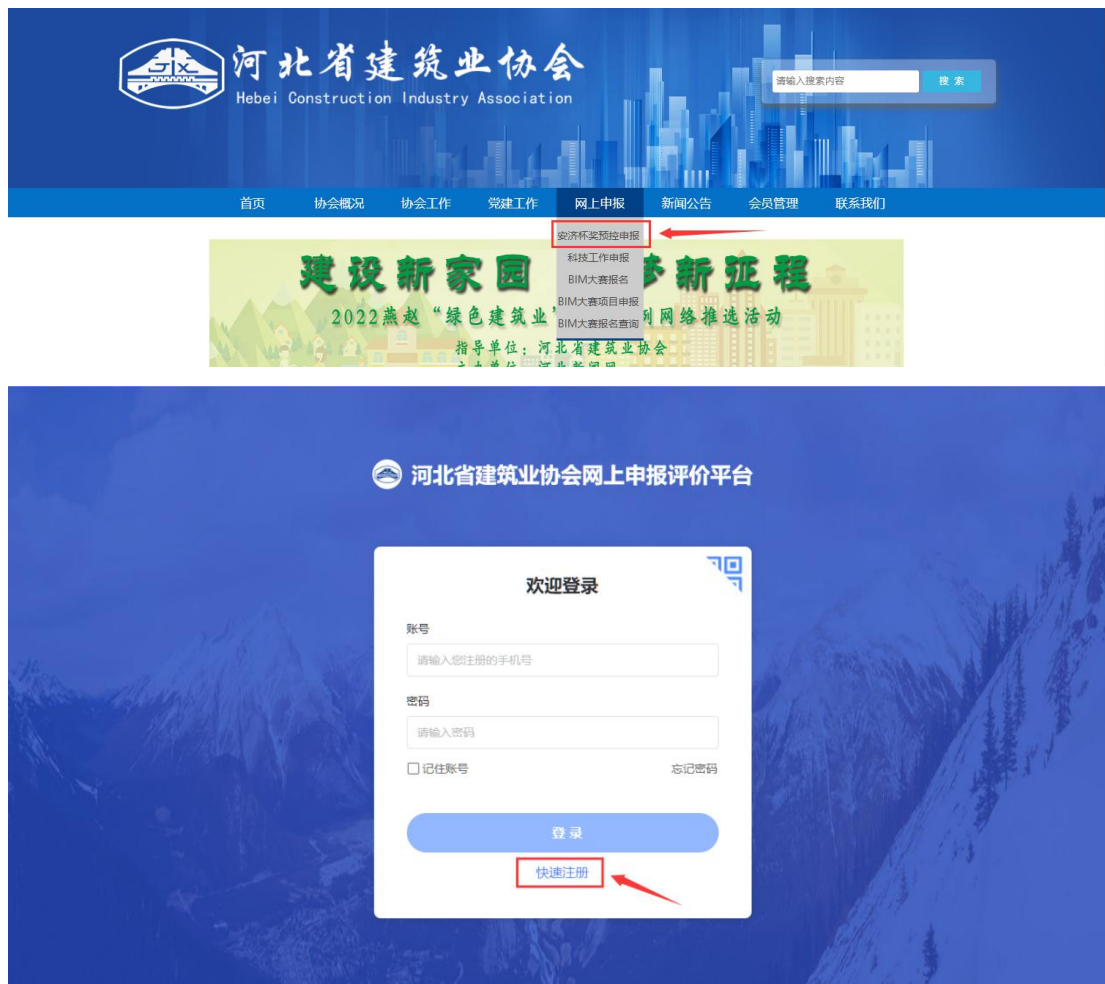 河北省建筑业协会
Hebei Construction Industry Association
请输入搜索内容
搜 索
首页 协会概况 协会工作 党建工作 网上申报 新闻公告 会员管理 联系我们
安济杯奖预控申报
科技工作申报
BIM大赛报名
BIM大赛项目申报
BIM大赛报名查询
建设新家园 新征程
2022燕赵“绿色建筑业” 例网络推选活动
指导单位：河北省建筑业协会
河北省建筑业协会网上申报评价平台
欢迎登录
账号
请输入您注册的手机号
密码
请输入密码
记住账号 忘记密码
登 录
快速注册